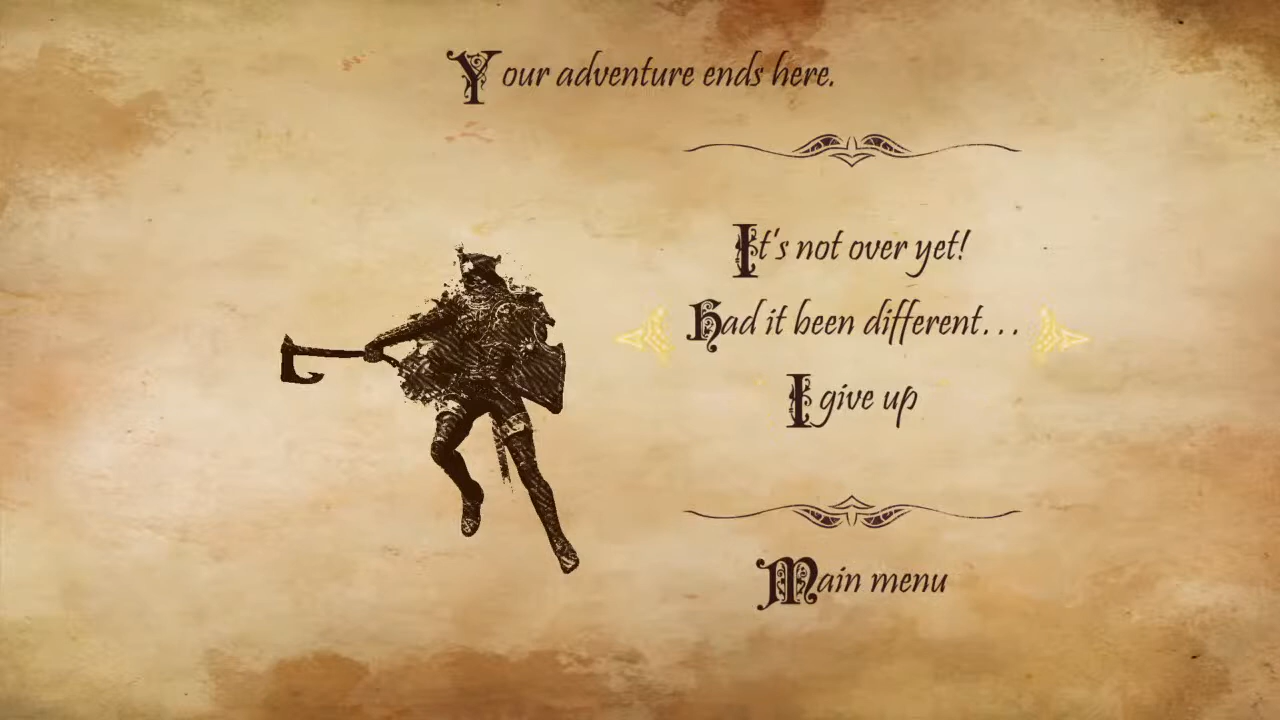 Your adventure ends here.
It's not over yet!
Had it been different...
I give up
Main menu